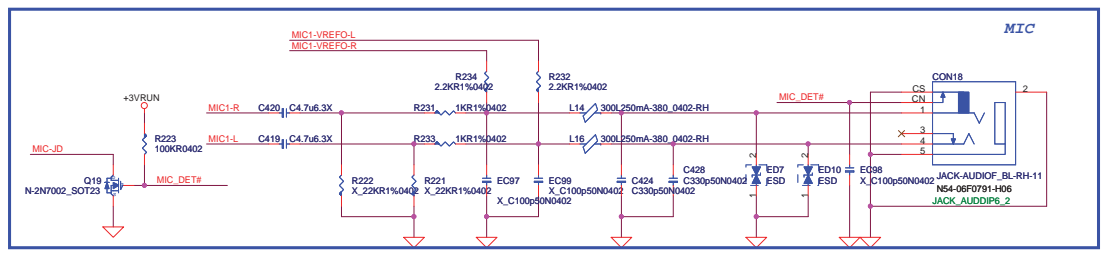 MIC
MIC1-VREFO-L
MIC1-VREFO-R
R234
2.2KR1%0402
R232
2.2KR1%0402
CON18
+3VRUN
MIC_DET#
CS
CN
2
MIC1-R
C420
C4.7u6.3X
R231
1KR1%0402
L14
300L250mA-380_0402-RH
1
R223
100KR0402
MIC1-L
C419
C4.7u6.3X
R233
1KR1%0402
L16
300L250mA-380_0402-RH
3
4
5
MIC-JD
Q19
N-2N7002_SOT23
MIC_DET#
R222
X_22KR1%0402
R221
X_22KR1%0402
EC97
X_C100p50N0402
EC99
X_C100p50N0402
C424
C330p50N0402
C428
C330p50N0402
2
ED7
ESD
1
2
ED10
ESD
1
EC98
X_C100p50N0402
JACK-AUDIOF_BL-RH-11
N54-06F0791-H06
JACK_AUDDIP6_2